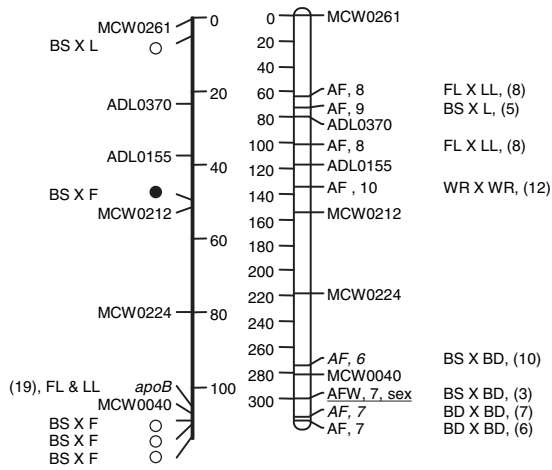 MCW0261 0 0 MCW0261
BS X L
20
40
20 60 AF, 8 FL X LL, (8)
ADL0370 AF, 9 BS X L, (5)
80 ADL0370
100 AF, 8 FL X LL, (8)
ADL0155 40 120 ADL0155
BS X F 140 AF , 10 WR X WR, (12)
MCW0212 160 MCW0212
60 180
200
MCW0224 80 220 MCW0224
240
260
AF, 6 BS X BD, (10)
(19), FL & LL apoB 100 280 MCW0040
MCW0040 300 AFW, 7, sex BS X BD, (3)
BS X F AF, 7 BD X BD, (7)
BS X F AF, 7 BD X BD, (6)
BS X F